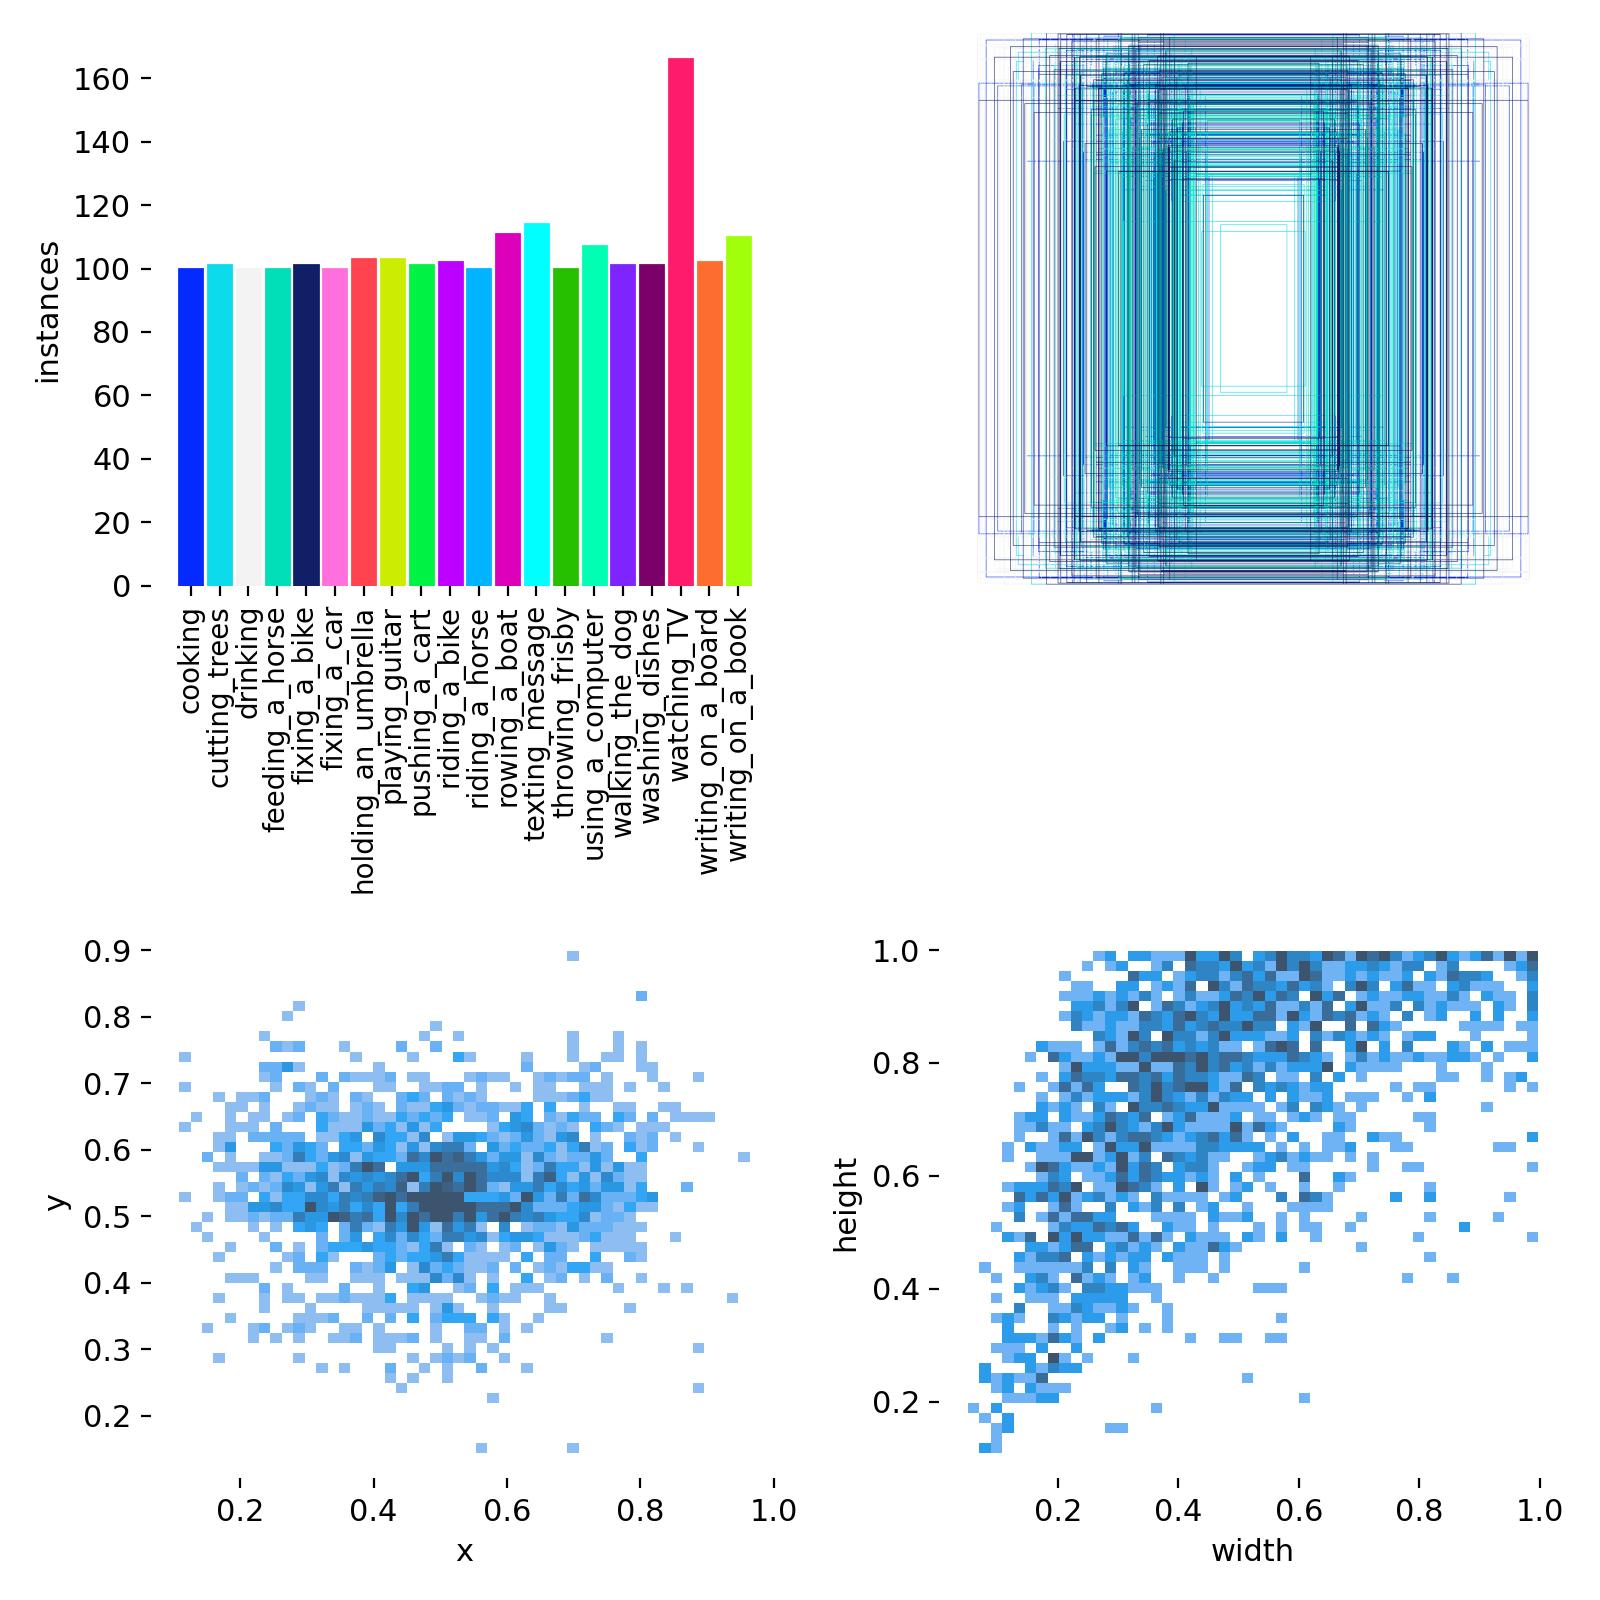 instances
160
140
120
100
80
60
40
20
0
cooking
cutting_trees
drinking
feeding_a_horse
fixing_a_bike
fixing_a_car
holding_an_umbrella
playing_guitar
pushing_a_cart
riding_a_bike
riding_a_horse
rowing_a_boat
texting_message
throwing_frisby
using_a_computer
walking_the_dog
washing_dishes
watching_TV
writing_on_a_board
writing_on_a_book
y
0.9
0.8
0.7
0.6
0.5
0.4
0.3
0.2
0.2 0.4 0.6 0.8 1.0
x
height
1.0
0.8
0.6
0.4
0.2
0.2 0.4 0.6 0.8 1.0
width